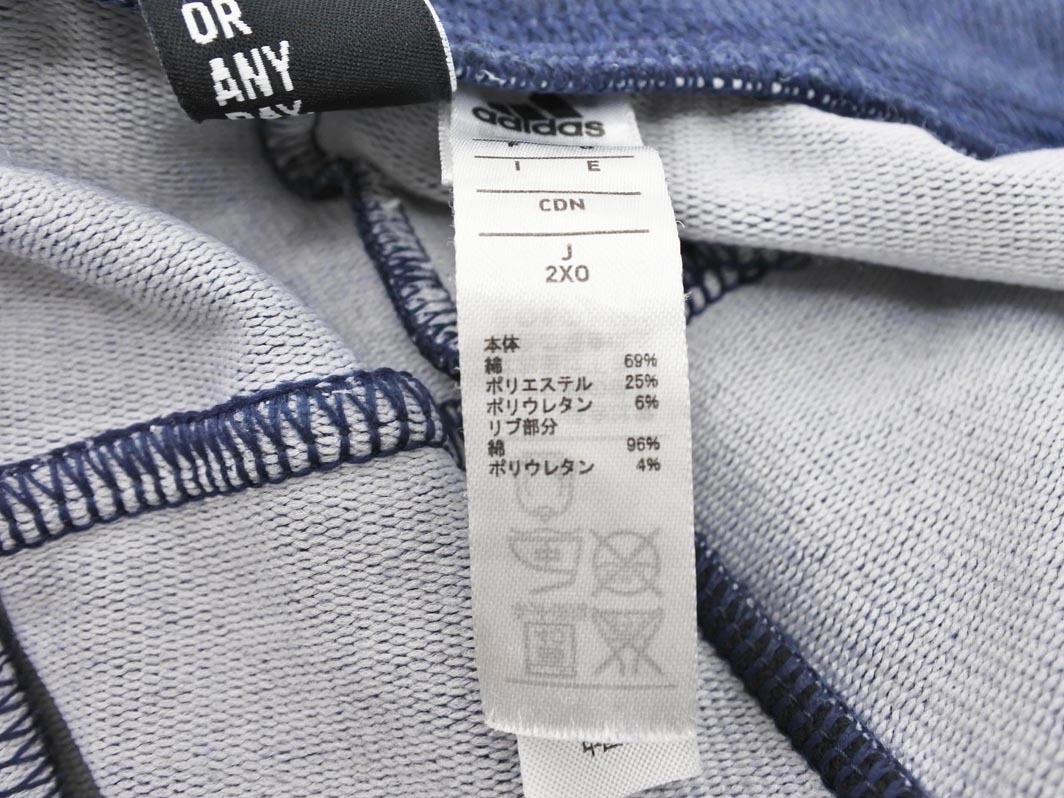 OR
ANY
adidas
I E
CDN
J
2XO
本体
綿 69%
ポリエステル 25%
ポリウレタン 6%
リブ部分
綿 96%
ポリウレタン 4%